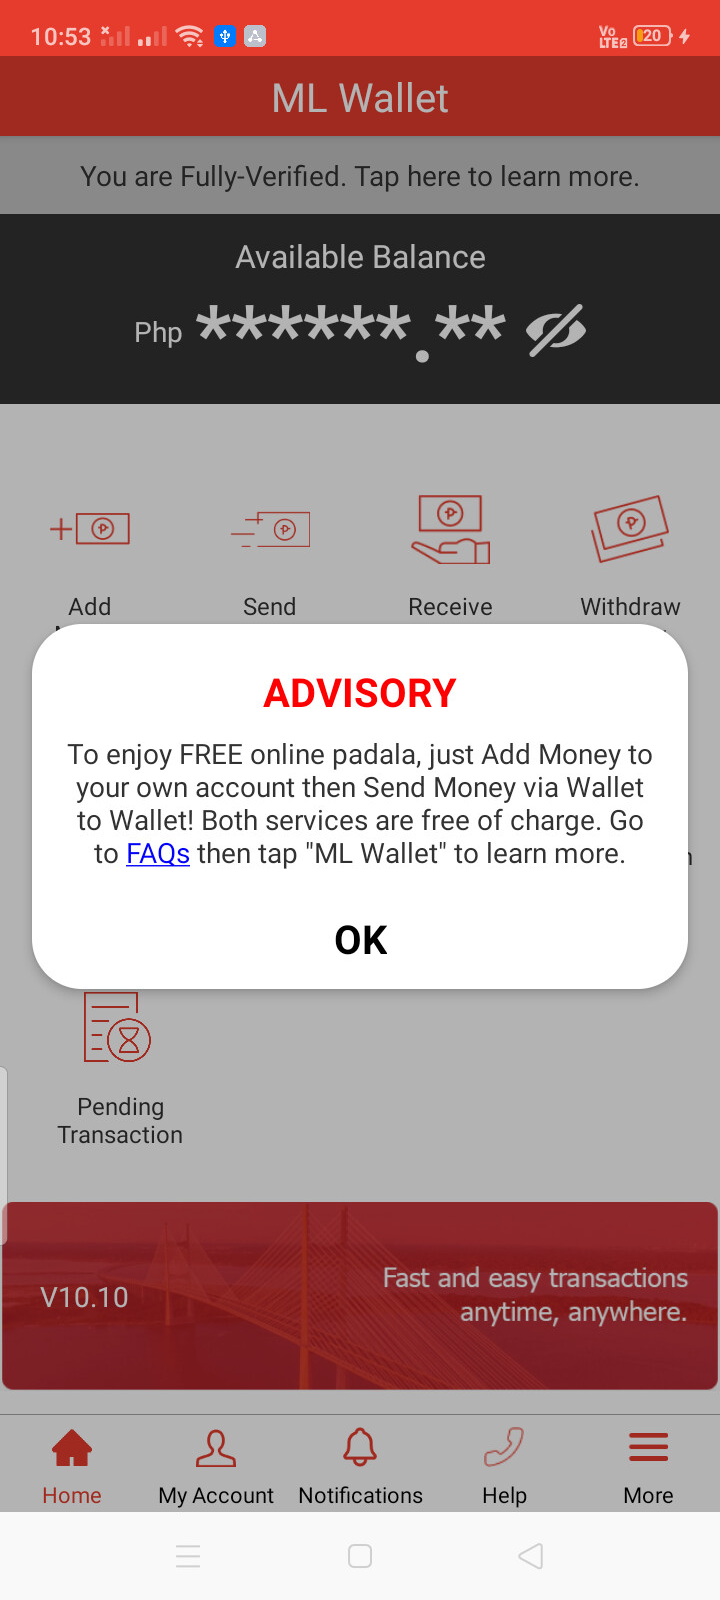 10:53
Vo
LTE2
20
ML Wallet
You are Fully-Verified. Tap here to learn more.
Available Balance
Php ******.**
Add
Send
Receive
Withdraw
ADVISORY
To enjoy FREE online padala, just Add Money to
your own account then Send Money via Wallet
to Wallet! Both services are free of charge. Go
to FAQs then tap "ML Wallet" to learn more.
OK
Pending
Transaction
V10.10
Fast and easy transactions
anytime, anywhere.
Home
My Account
Notifications
Help
More